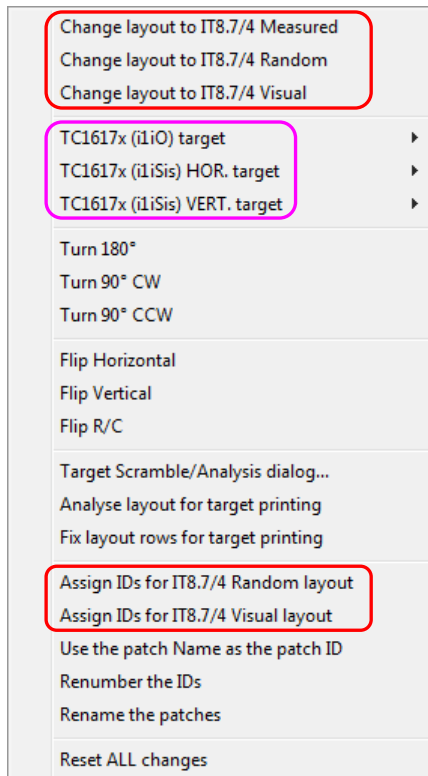 Change layout to IT8.7/4 Measured
Change layout to IT8.7/4 Random
Change layout to IT8.7/4 Visual
TC1617x (i1iO) target
TC1617x (i1iSis) HOR. target
TC1617x (i1iSis) VERT. target
Turn 180°
Turn 90° CW
Turn 90° CCW
Flip Horizontal
Flip Vertical
Flip R/C
Target Scramble/Analysis dialog...
Analyse layout for target printing
Fix layout rows for target printing
Assign IDs for IT8.7/4 Random layout
Assign IDs for IT8.7/4 Visual layout
Use the patch Name as the patch ID
Renumber the IDs
Rename the patches
Reset ALL changes